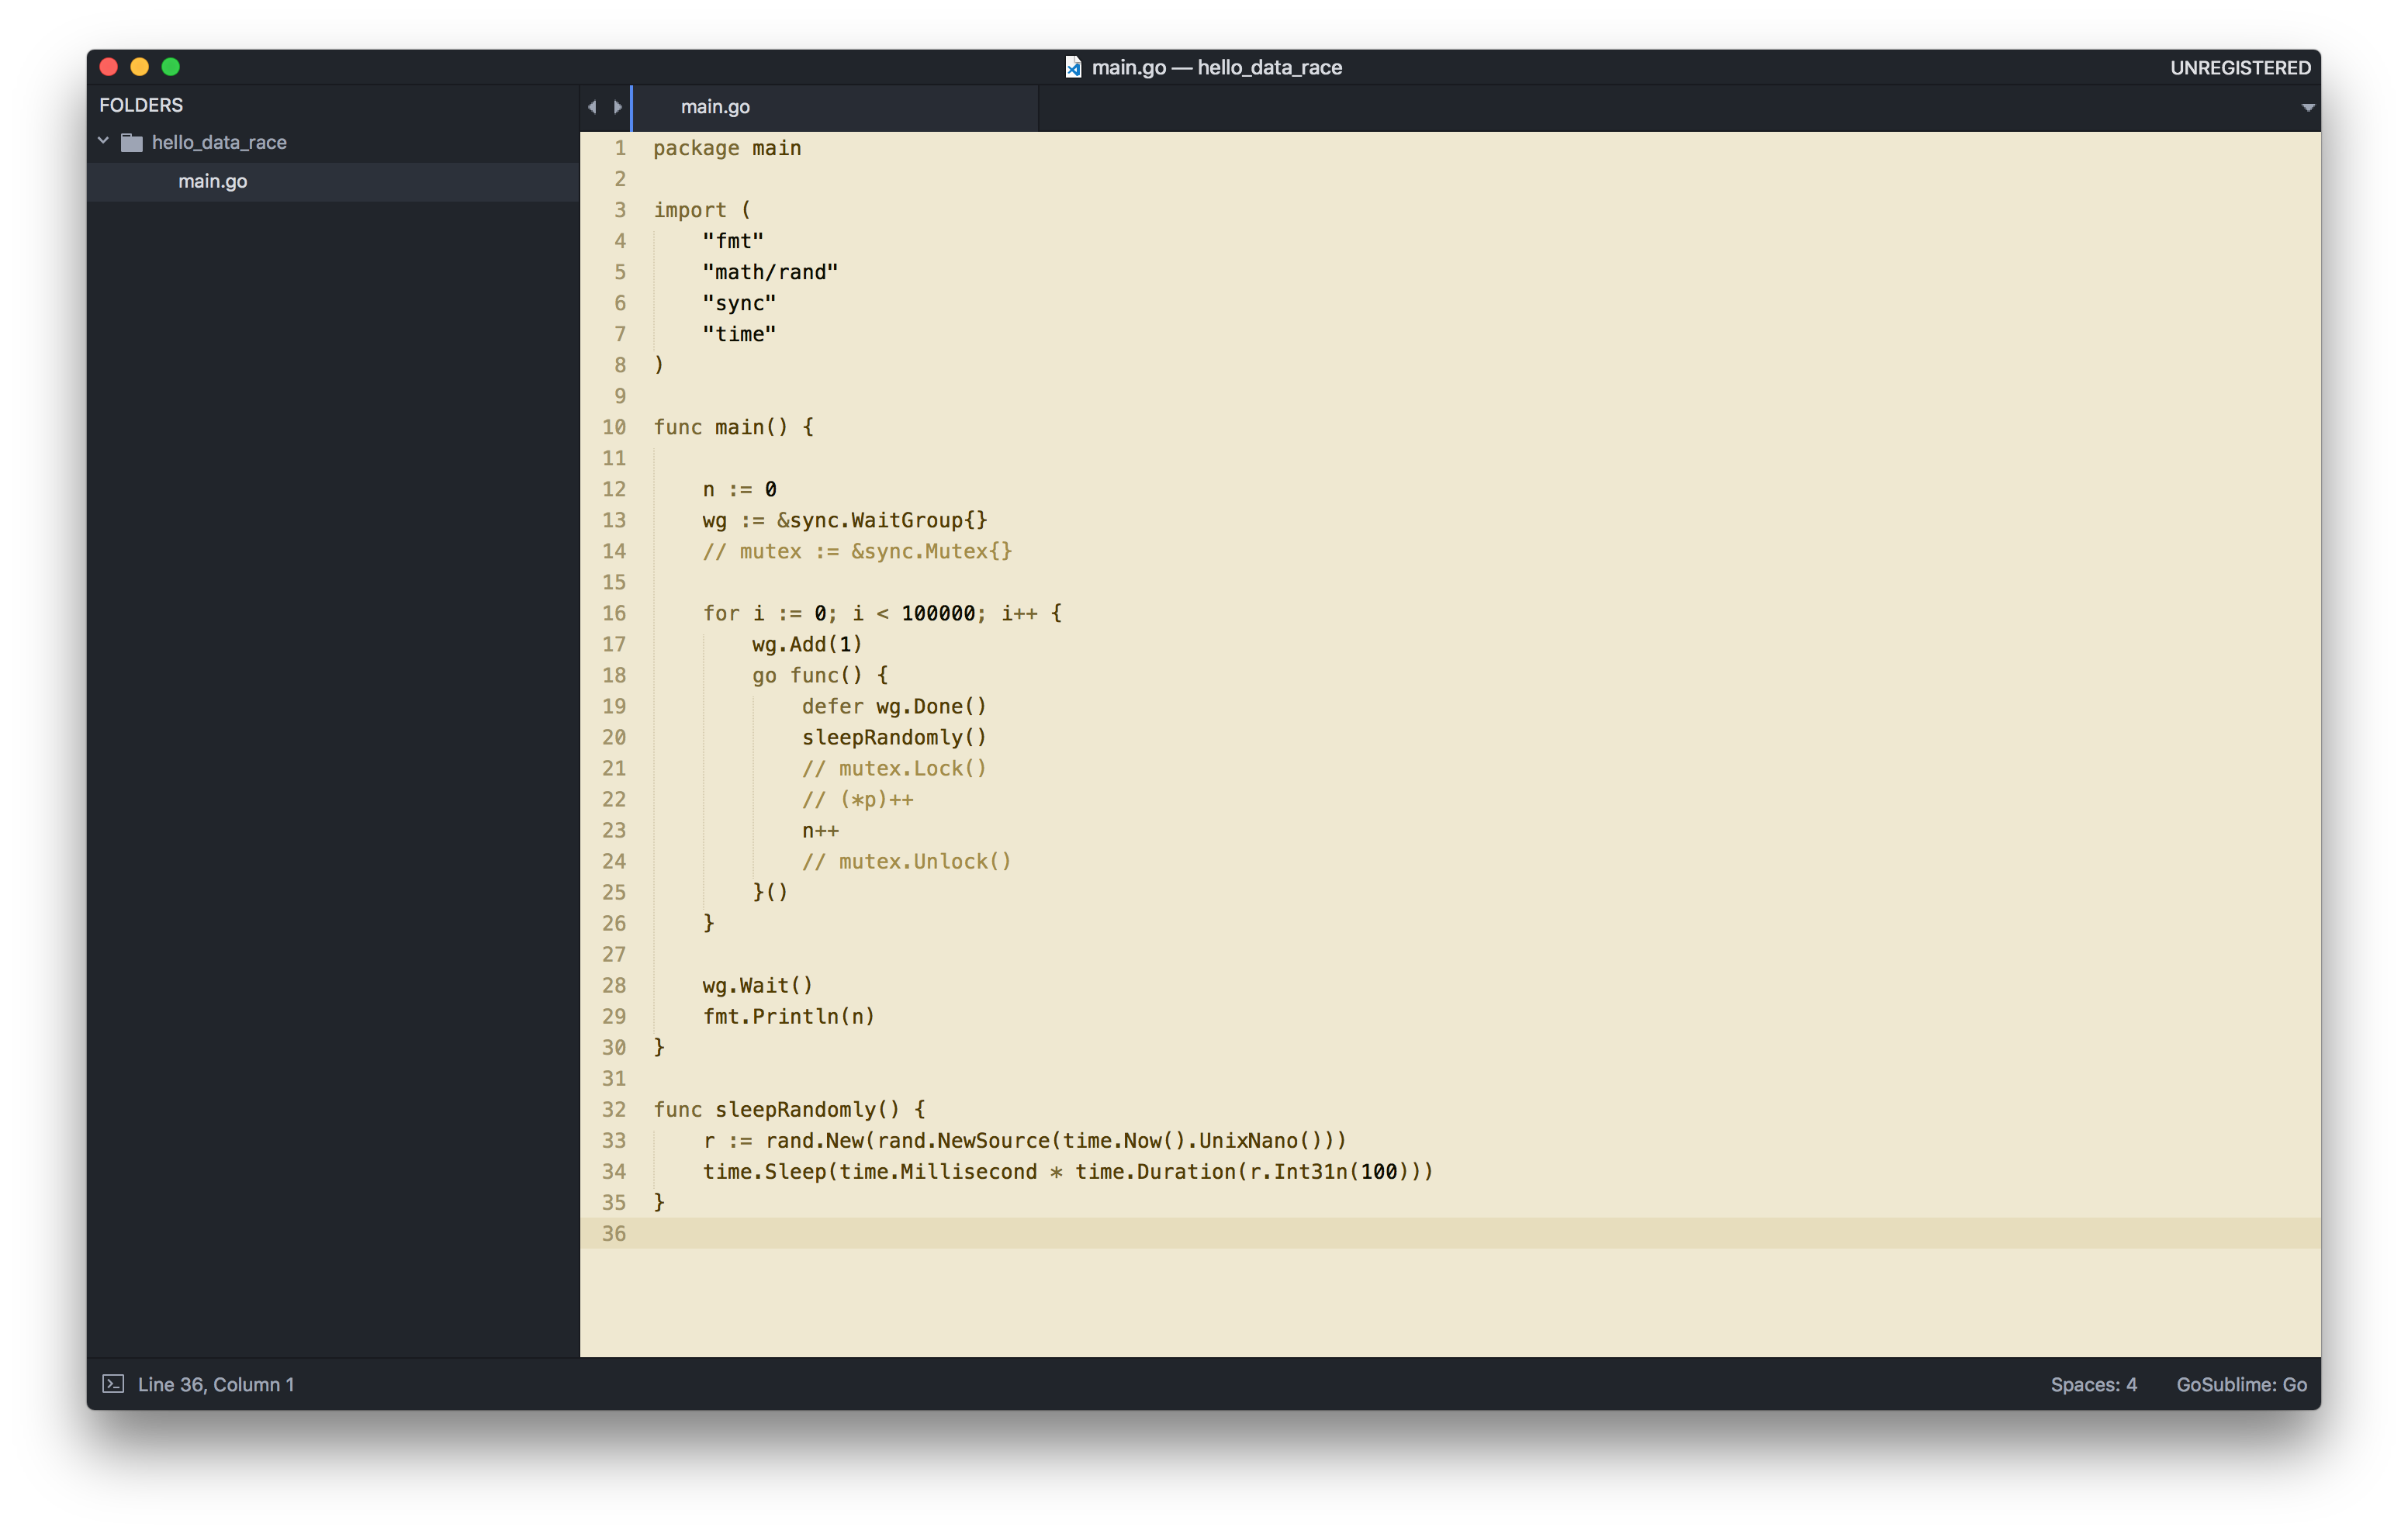 main.go — hello_data_race
UNREGISTERED
FOLDERS
hello_data_race
main.go
main.go
1 package main
2
3 import (
4     "fmt"
5     "math/rand"
6     "sync"
7     "time"
8 )
9
10 func main() {
11
12     n := 0
13     wg := &sync.WaitGroup{}
14     // mutex := &sync.Mutex{}
15
16     for i := 0; i < 100000; i++ {
17         wg.Add(1)
18         go func() {
19             defer wg.Done()
20             sleepRandomly()
21             // mutex.Lock()
22             // (*p)++
23             n++
24             // mutex.Unlock()
25         }()
26     }
27
28     wg.Wait()
29     fmt.Println(n)
30 }
31
32 func sleepRandomly() {
33     r := rand.New(rand.NewSource(time.Now().UnixNano()))
34     time.Sleep(time.Millisecond * time.Duration(r.Int31n(100)))
35 }
36
Line 36, Column 1
Spaces: 4
GoSublime: Go